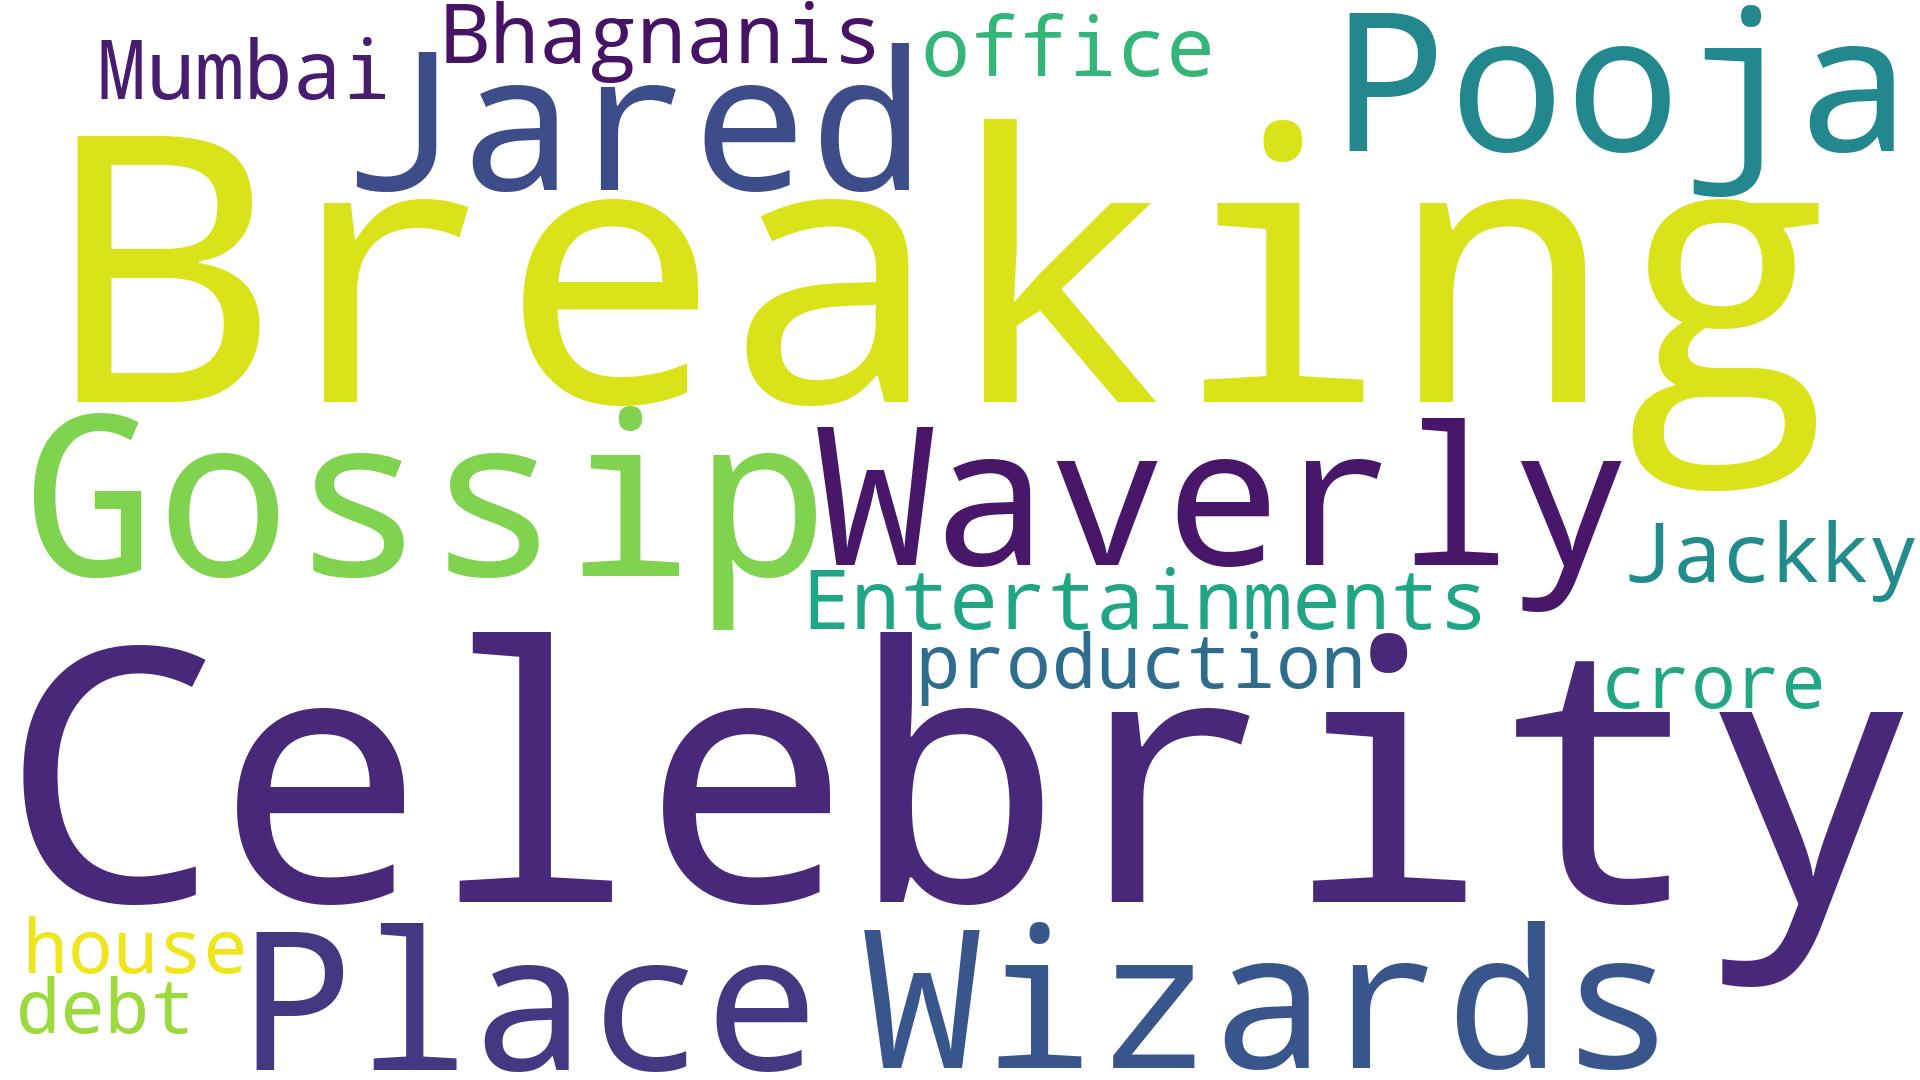 Mumbai
Bhagnanis
office
Pooja
Jared
Breaking
Gossip
Waverly
Jackky
Entertainments
production
crore
Celebrity
house
debt
Place
Wizards